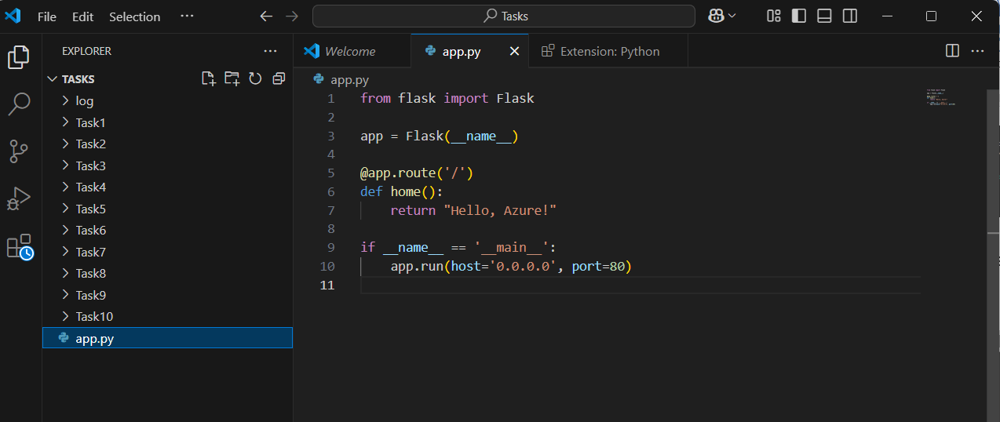 File Edit Selection ... Tasks
EXPLORER ...
Welcome app.py Extension: Python ...
TASKS
log
Task1
Task2
Task3
Task4
Task5
Task6
Task7
Task8
Task9
Task10
app.py
app.py
1 from flask import Flask
2
3 app = Flask(__name__)
4
5 @app.route('/')
6 def home():
7     return "Hello, Azure!"
8
9 if __name__ == '__main__':
10     app.run(host='0.0.0.0', port=80)
11